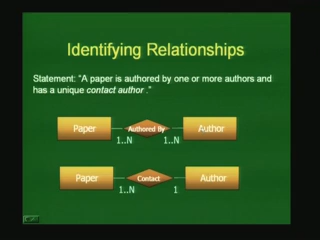 Identifying Relationships
Statement: "A paper is authored by one or more authors and
has a unique contact author ."
Paper Authored By Author
1..N 1..N
Paper Contact Author
1..N 1